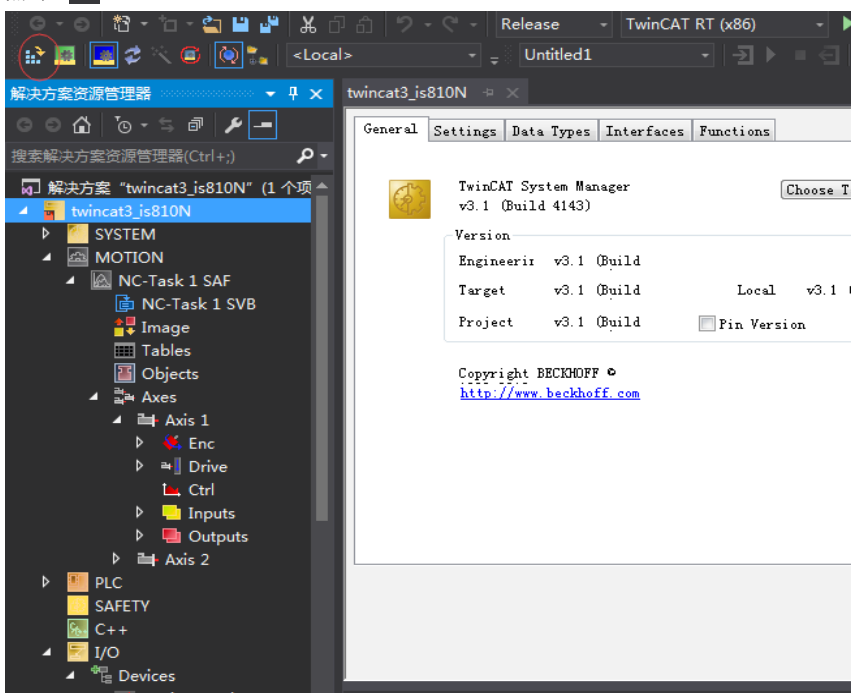 Release TwinCAT RT (x86)
<Local> Untitled1
解决方案资源管理器
twincat3_is810N
搜索解决方案资源管理器(Ctrl+;)
解决方案 "twincat3_is810N" (1 个项
twincat3_is810N
SYSTEM
MOTION
NC-Task 1 SAF
NC-Task 1 SVB
Image
Tables
Objects
Axes
Axis 1
Enc
Drive
Ctrl
Inputs
Outputs
Axis 2
PLC
SAFETY
C++
I/O
Devices
General Settings Data Types Interfaces Functions
TwinCAT System Manager
v3.1 (Build 4143)
Choose T
Version
Engineerir v3.1 (Build
Target v3.1 (Build Local v3.1 (
Project v3.1 (Build Pin Version
Copyright BECKHOFF ©
http://www.beckhoff.com